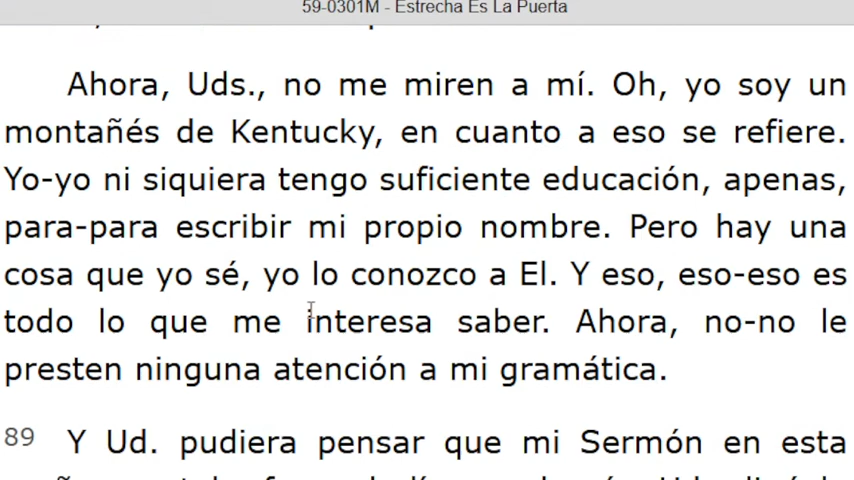 59-0301M - Estrecha Es La Puerta
Ahora, Uds., no me miren a mí. Oh, yo soy un
montañés de Kentucky, en cuanto a eso se refiere.
Yo-yo ni siquiera tengo suficiente educación, apenas,
para-para escribir mi propio nombre. Pero hay una
cosa que yo sé, yo lo conozco a El. Y eso, eso-eso es
todo lo que me interesa saber. Ahora, no-no le
presten ninguna atención a mi gramática.
89 Y Ud. pudiera pensar que mi Sermón en esta